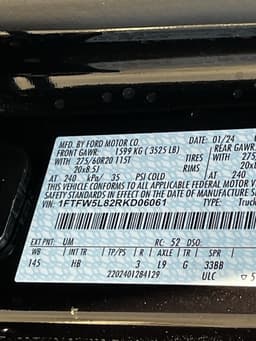 MFD. BY FORD MOTOR CO. DATE: 01/24
FRONT GAWR: 1599 KG ( 3525 LB) REAR GAWR:
WITH 275/60R20 115T TIRES WITH 275
20x8.5J RIMS 20x8
AT 240 kPa/ 35 PSI COLD AT 240
THIS VEHICLE CONFORMS TO ALL APPLICABLE FEDERAL MOTOR V
SAFETY STANDARDS IN EFFECT ON THE DATE OF MANUFACTUR
VIN: 1FTFW5L82RKD06061 TYPE: Truck
EXT PNT: UM RC: 52 DSO:
WB INT TR TP/PS R AXLE TR SPR
145 HB 3 L9 G 33BB
2202401284129 ULC